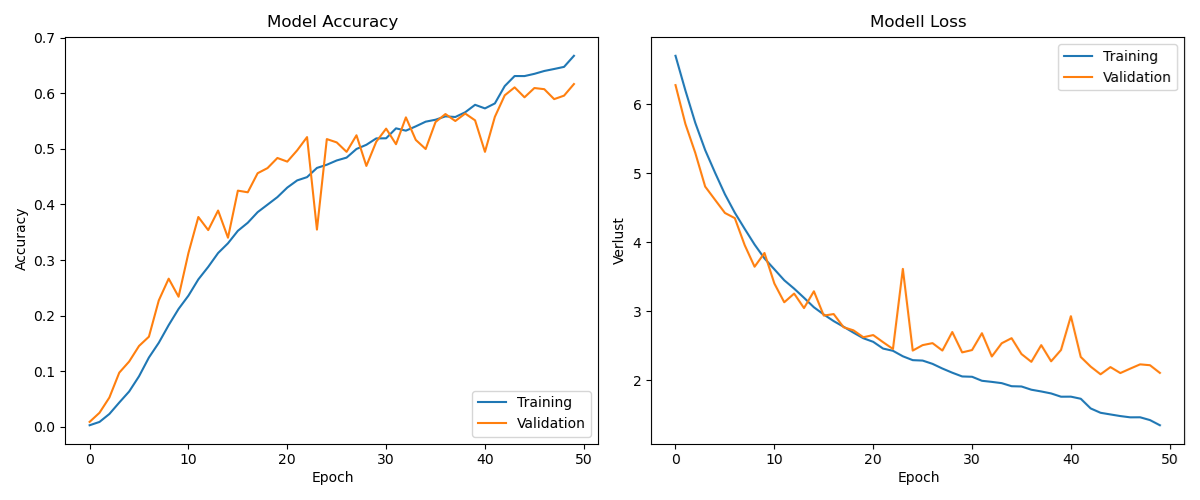 Model Accuracy
0.7
0.6
0.5
0.4
0.3
0.2
0.1
0.0
Accuracy
0
10
20
30
40
50
Epoch
Training
Validation
Modell Loss
6
5
4
3
2
Verlust
0
10
20
30
40
50
Epoch
Training
Validation